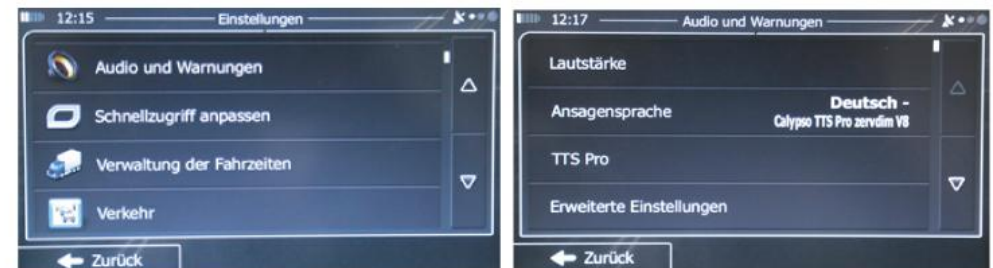 12:15 Einstellungen
Audio und Warnungen
Schnellzugriff anpassen
Verwaltung der Fahrzeiten
Verkehr
Zurück
12:17 Audio und Warnungen
Lautstärke
Ansagensprache
Deutsch -
Calypso TTS Pro zervdim V8
TTS Pro
Erweiterte Einstellungen
Zurück